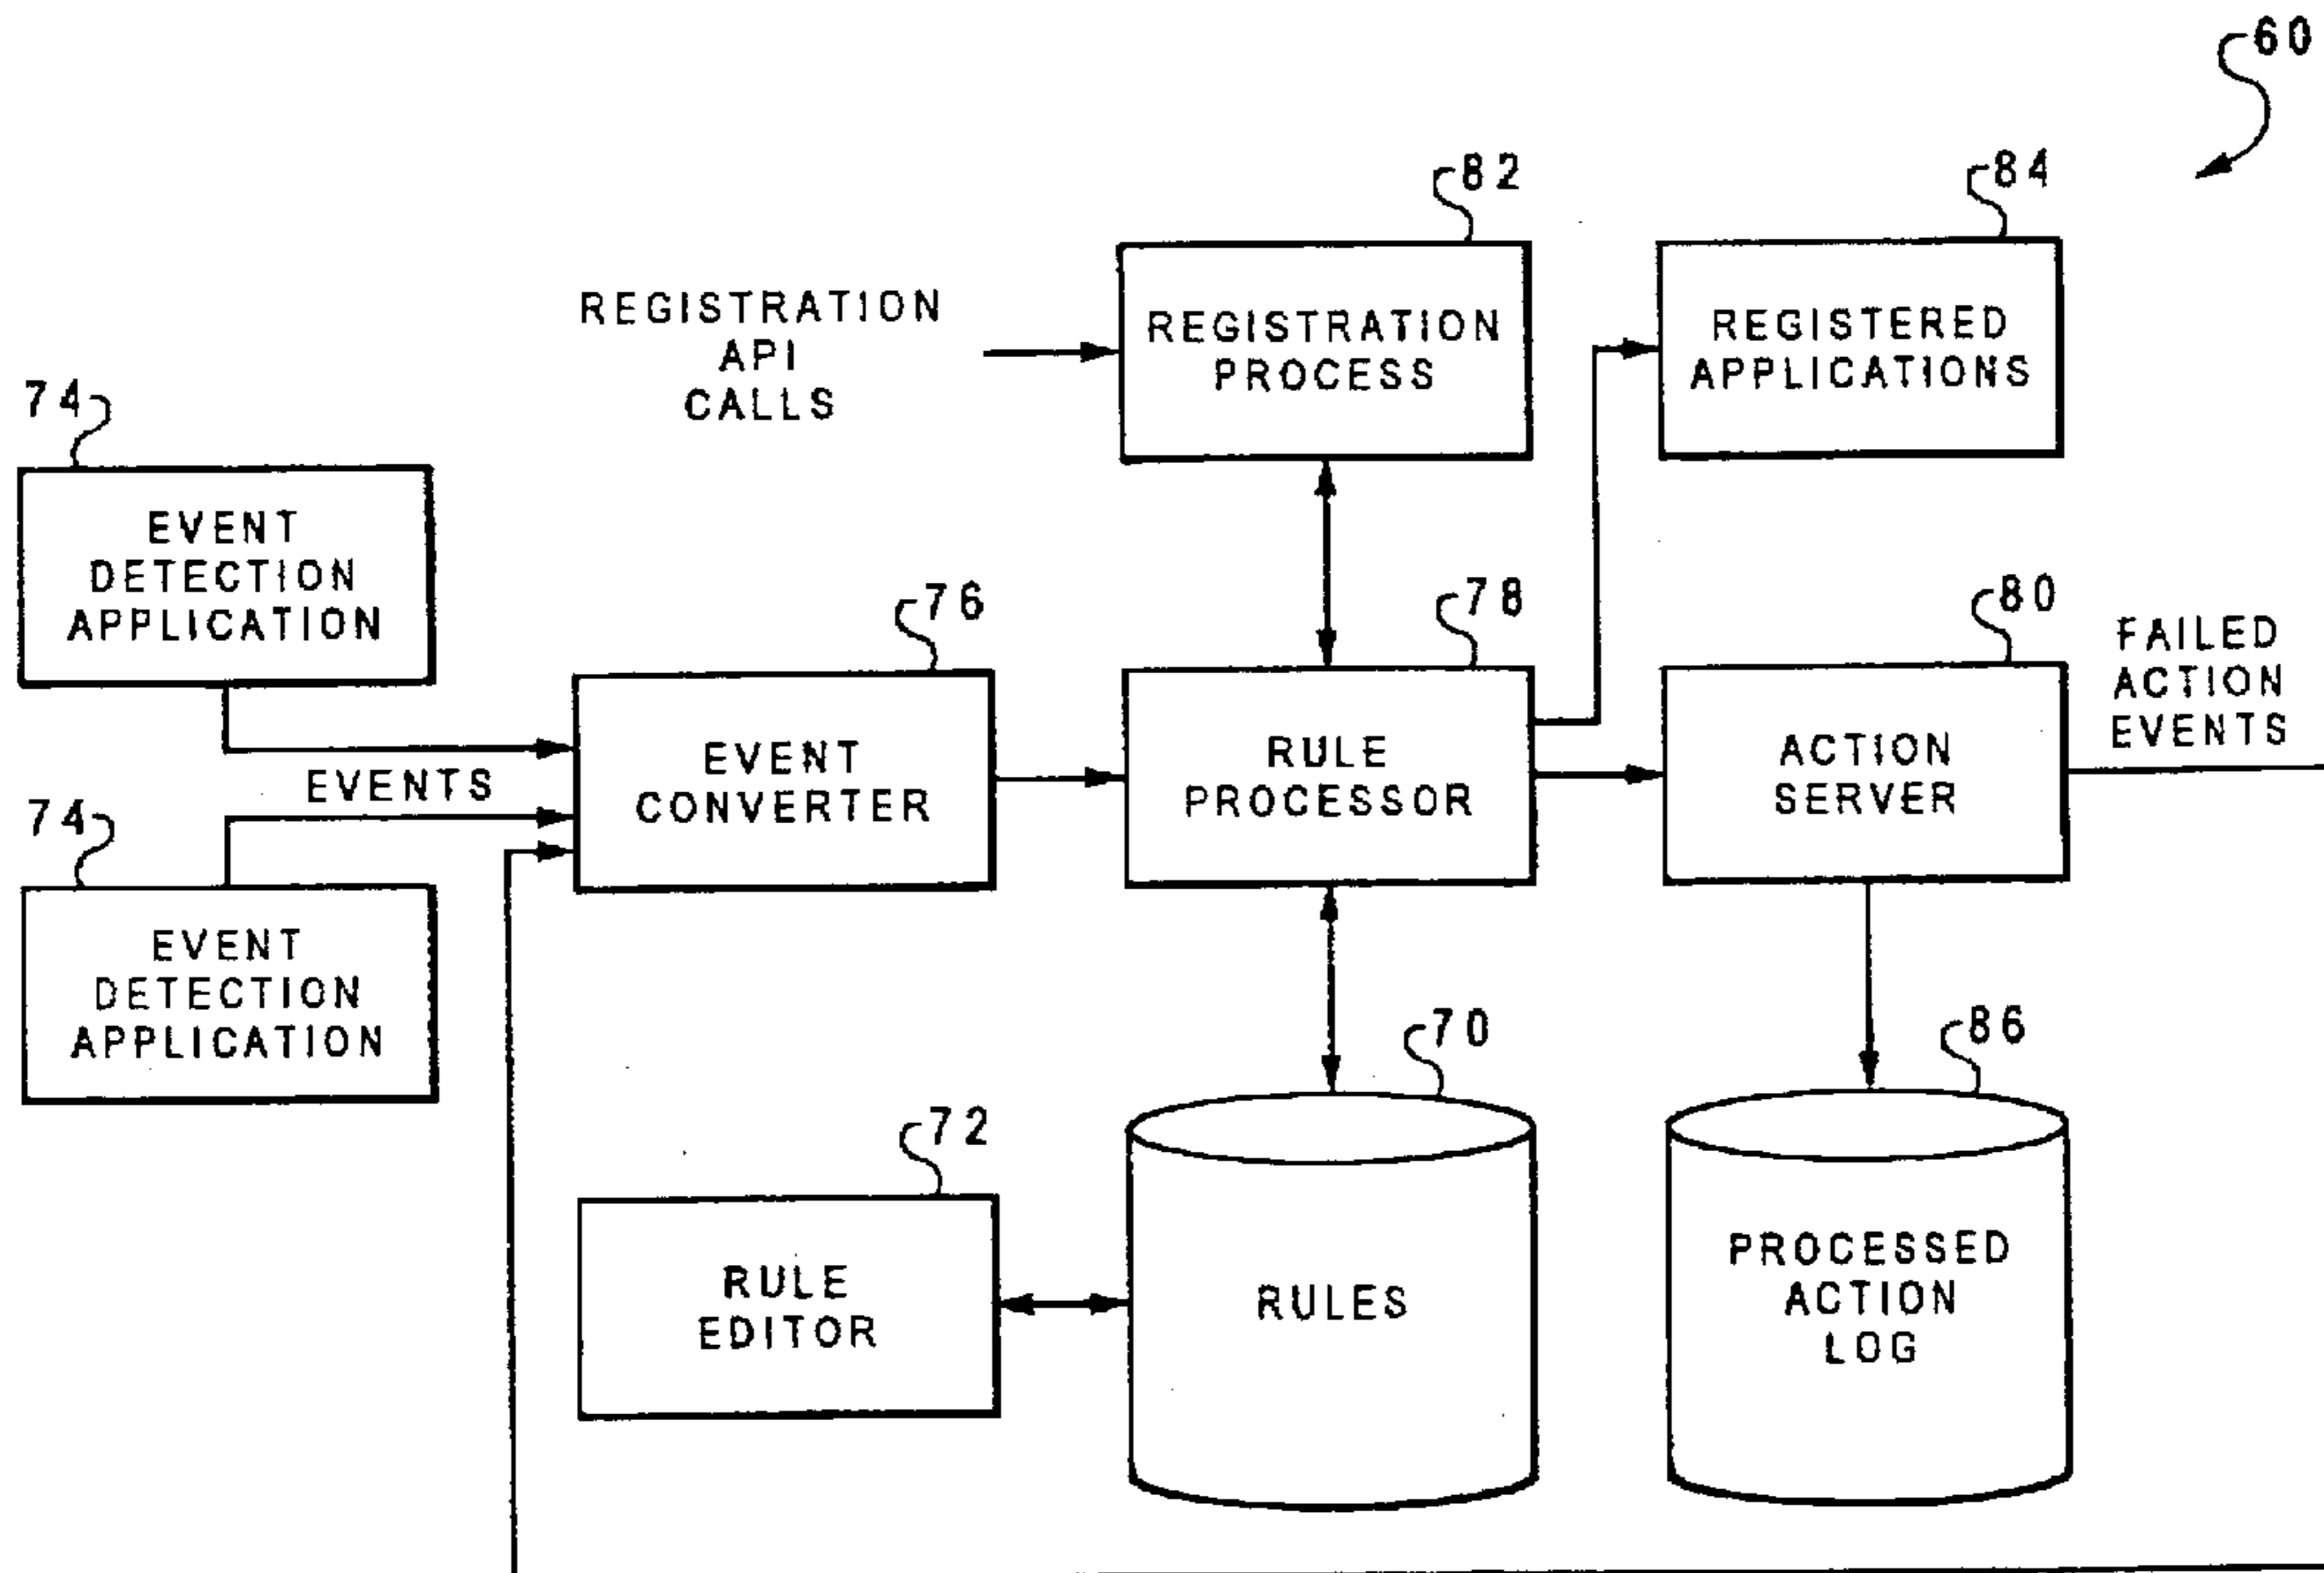 60
82
84
REGISTRATION
API
CALLS
REGISTRATION
PROCESS
REGISTERED
APPLICATIONS
74
EVENT
DETECTION
APPLICATION
76
78
80
FAILED
ACTION
EVENTS
EVENTS
EVENT
CONVERTER
RULE
PROCESSOR
ACTION
SERVER
74
EVENT
DETECTION
APPLICATION
70
86
72
RULE
EDITOR
RULES
PROCESSED
ACTION
LOG